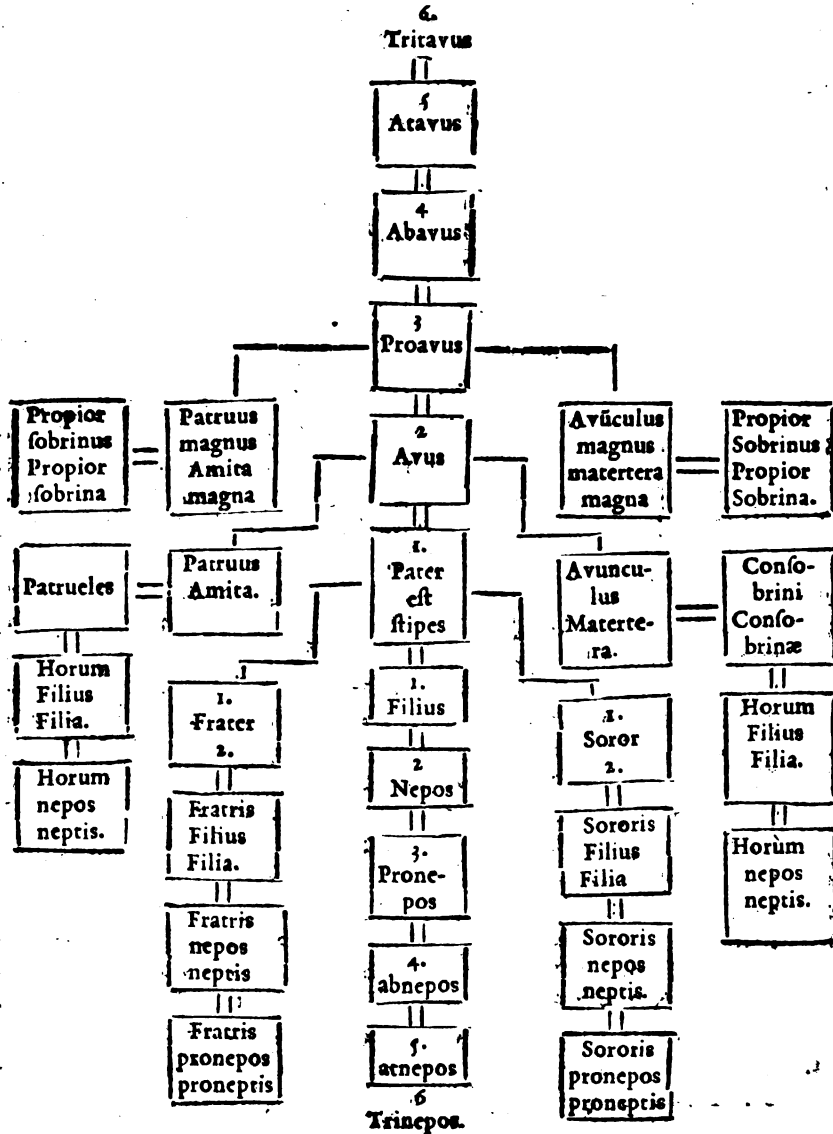 6.
Tritavus
5
Atavus
4
Abavus
3
Proavus
Propior
ſobrinus
Propior
ſobrina
Patruus
magnus
Amita
magna
2
Avus
Avūculus
magnus
matertera
magna
Propior
Sobrinus
Propior
Sobrina.
Patrueles
Patruus
Amita.
1.
Pater
eſt
ſtipes
Avuncu-
lus
Materte-
ra.
Conſo-
brini
Conſo-
brinæ
Horum
Filius
Filia.
Horum
nepos
neptis.
1.
Frater
2.
Fratris
Filius
Filia.
Fratris
nepos
neptis
Fratris
pronepos
proneptis
1.
Filius
2
Nepos
3.
Prone-
pos
4.
abnepos
5.
atnepos
6
Trinepos.
1.
Soror
2.
Sororis
Filius
Filia
Sororis
nepos
neptis.
Sororis
pronepos
proneptis
Horum
Filius
Filia.
Horùm
nepos
neptis.